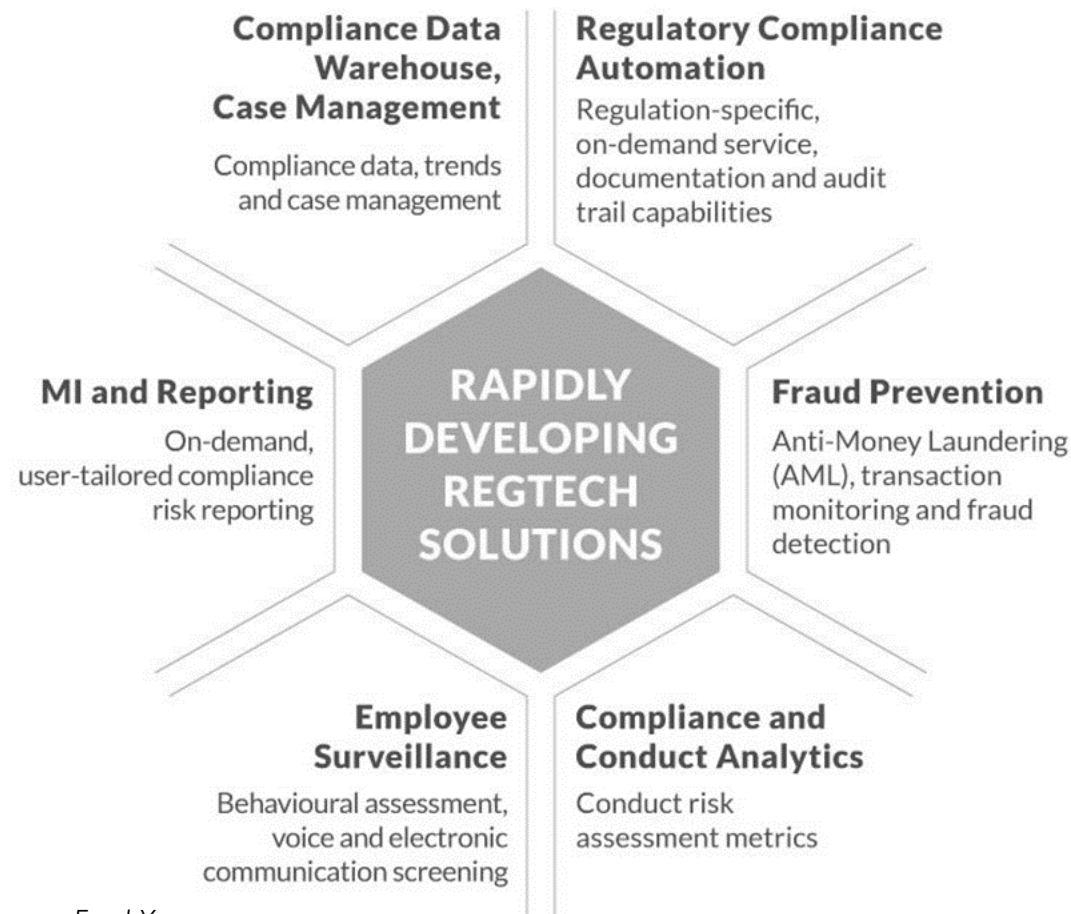 Compliance Data
Warehouse,
Case Management
Compliance data, trends
and case management
Regulatory Compliance
Automation
Regulation-specific,
on-demand service,
documentation and audit
trail capabilities
MI and Reporting
On-demand,
user-tailored compliance
risk reporting
RAPIDLY
DEVELOPING
REGTECH
SOLUTIONS
Fraud Prevention
Anti-Money Laundering
(AML), transaction
monitoring and fraud
detection
Employee
Surveillance
Behavioural assessment,
voice and electronic
communication screening
Compliance and
Conduct Analytics
Conduct risk
assessment metrics